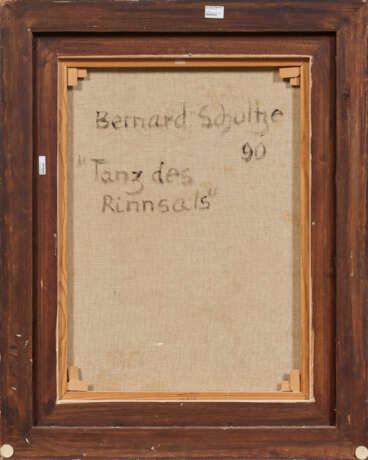 Bernard Schultze
90
"Tanz des
Rinnsals"